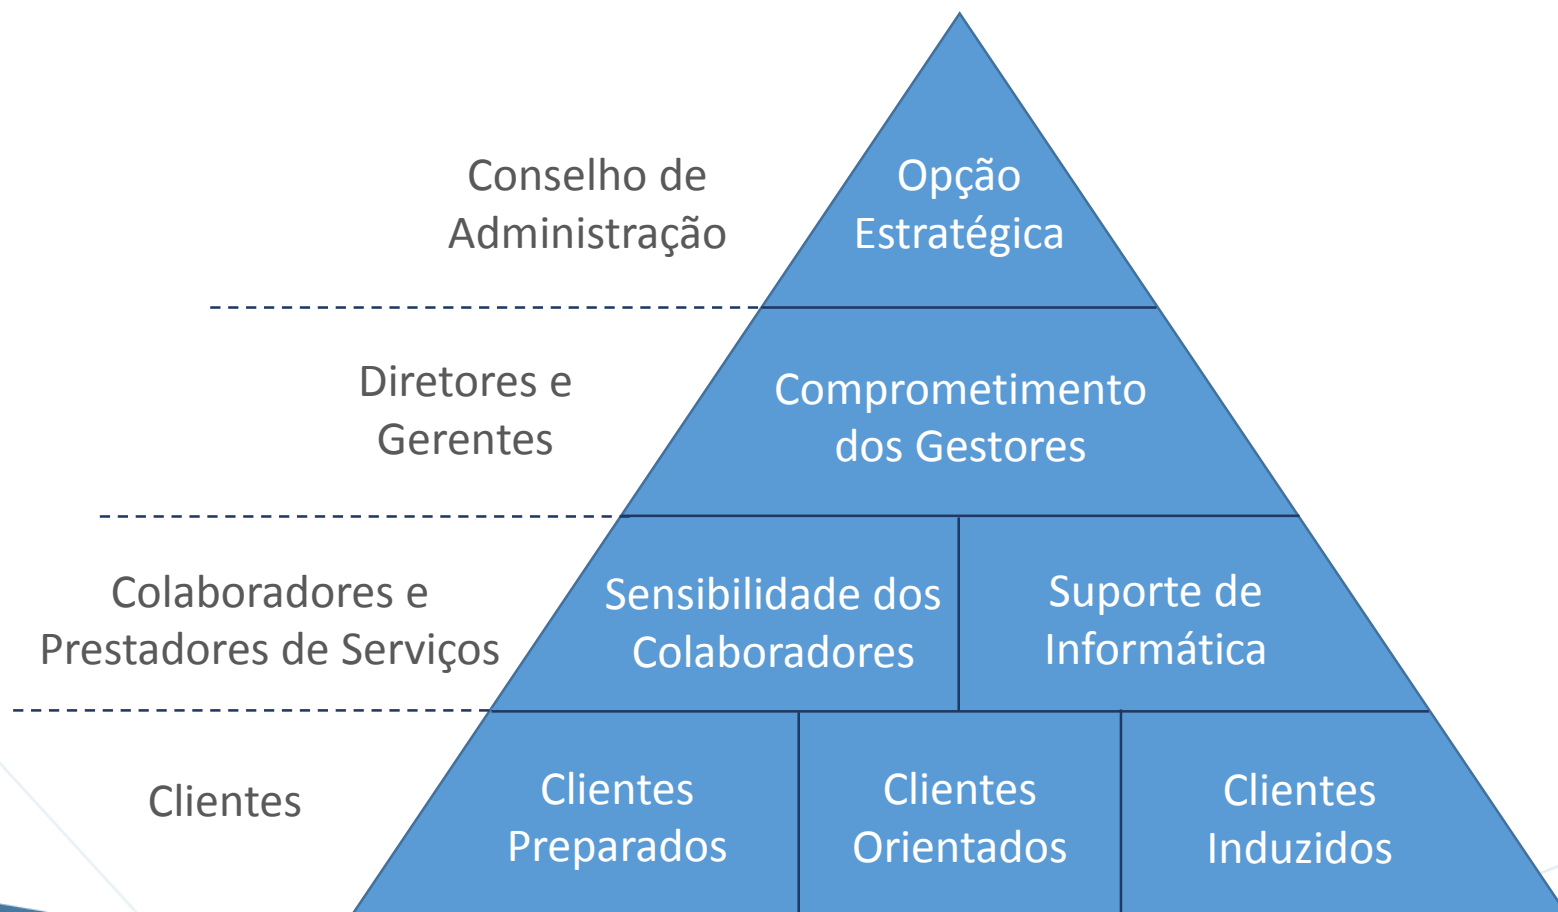 Conselho de
Administração
Opção
Estratégica
Diretores e
Gerentes
Comprometimento
dos Gestores
Colaboradores e
Prestadores de Serviços
Sensibilidade dos
Colaboradores
Suporte de
Informática
Clientes
Clientes
Preparados
Clientes
Orientados
Clientes
Induzidos